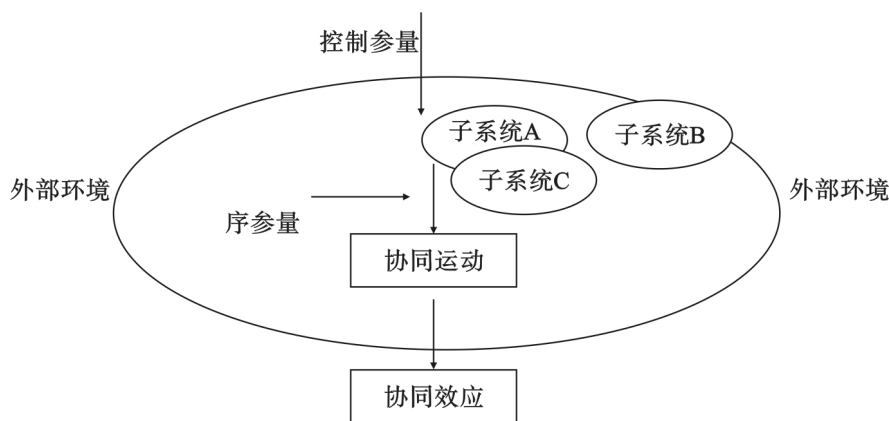 控制参量
子系统A
子系统B
子系统C
外部环境
外部环境
序参量
协同运动
协同效应